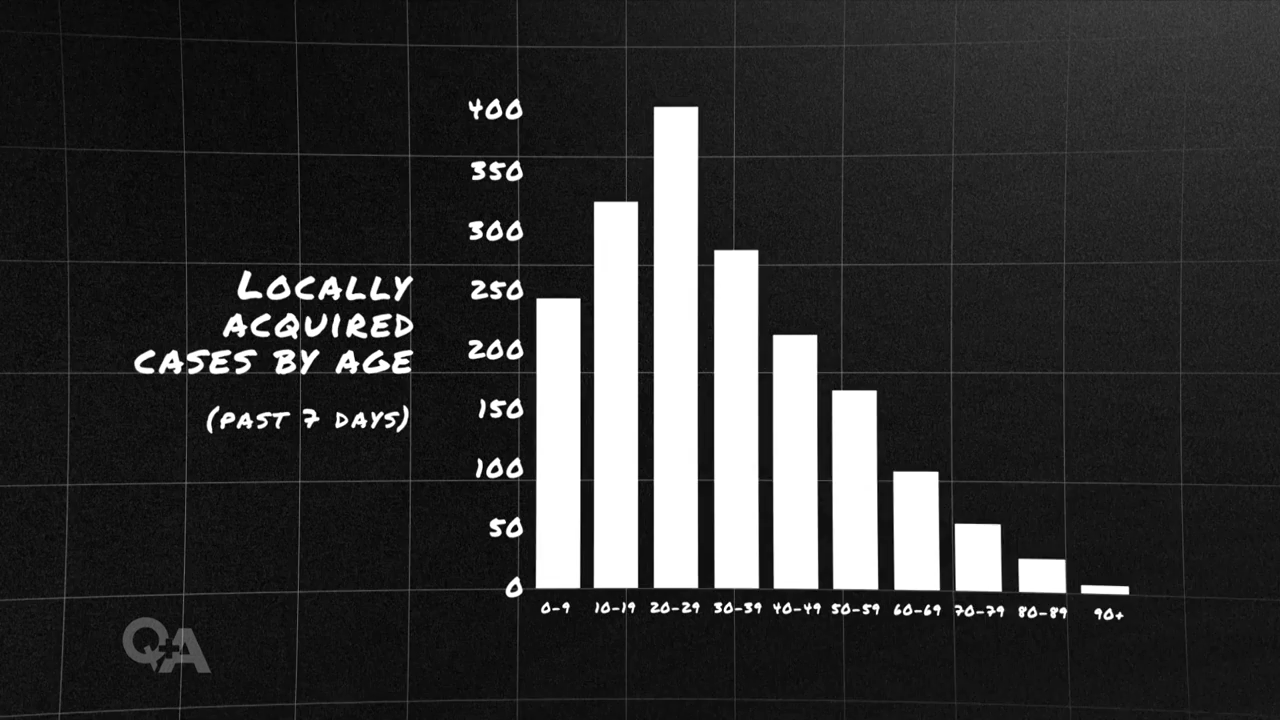 LOCALLY
ACQUIRED
CASES BY AGE
(PAST 7 DAYS)
400
350
300
250
200
150
100
50
0
0-9 10-19 20-29 30-39 40-49 50-59 60-69 70-79 80-89 90+
Q+A